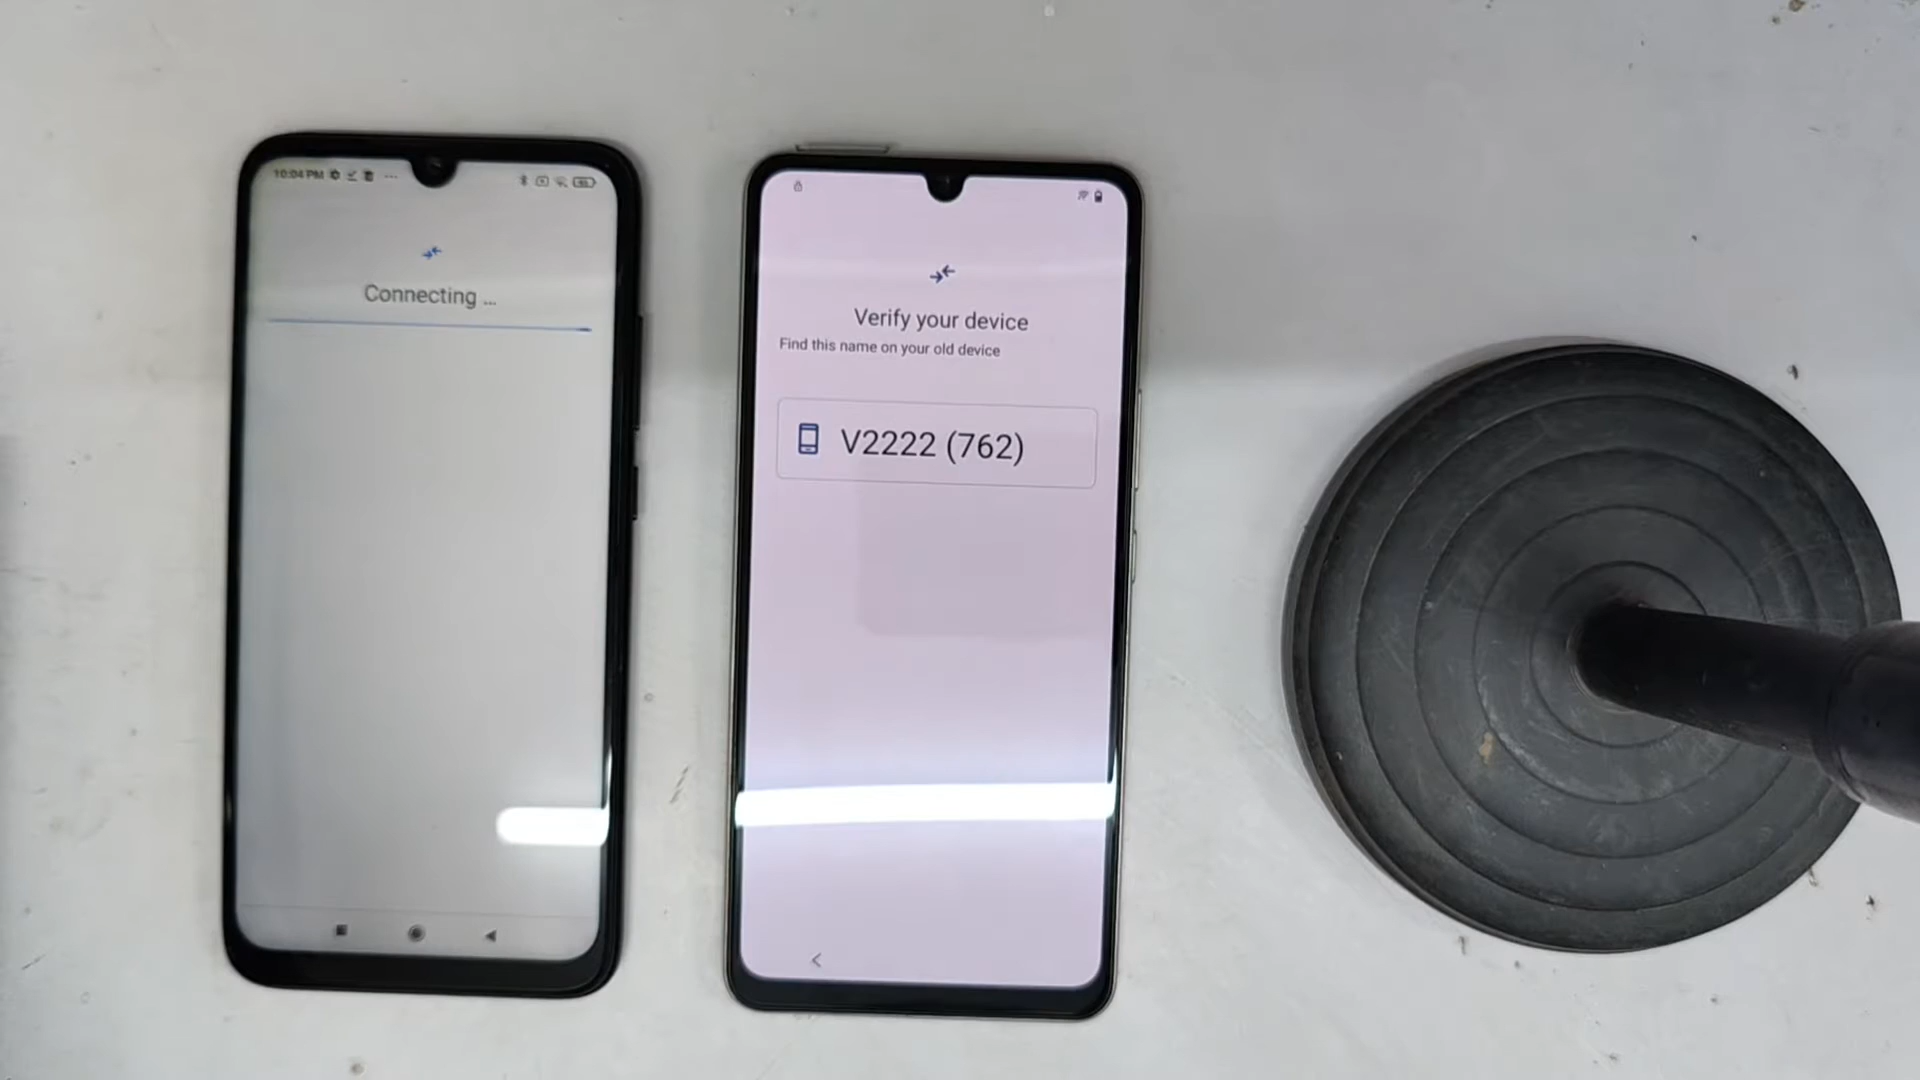 10:04 PM
Connecting ...
Verify your device
Find this name on your old device
V2222 (762)